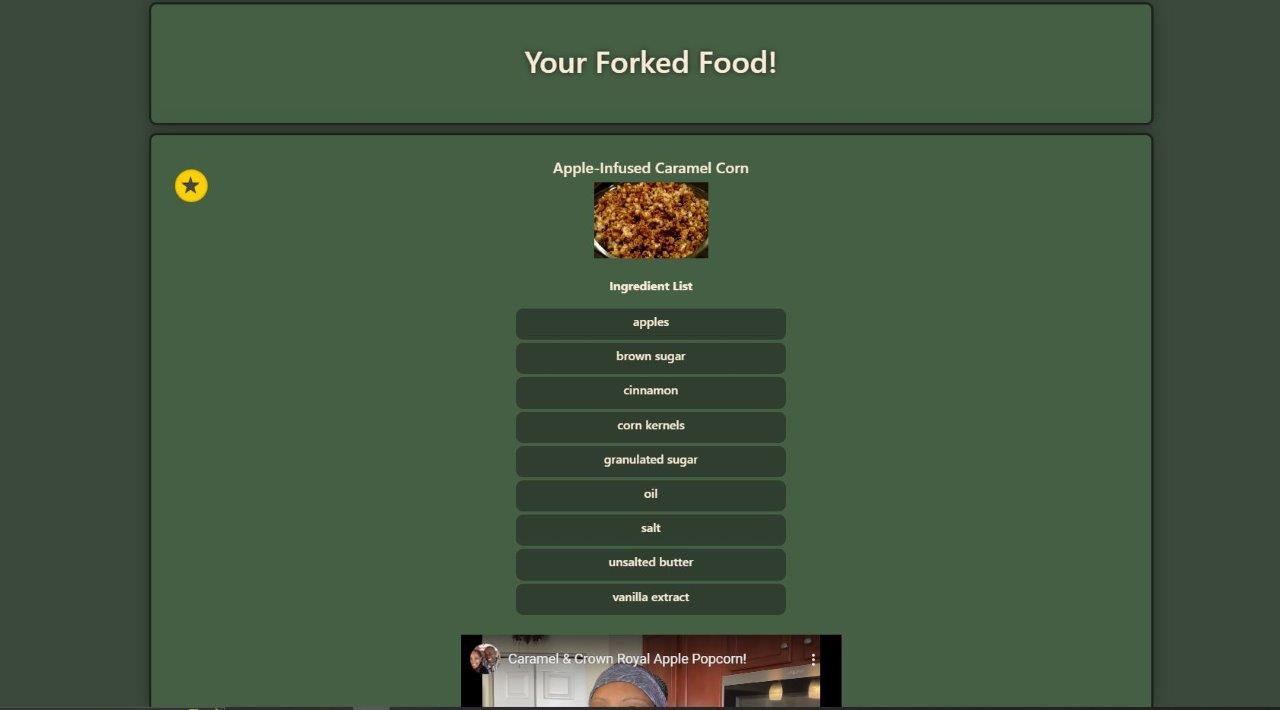 Your Forked Food!
Apple-Infused Caramel Corn
Ingredient List
apples
brown sugar
cinnamon
corn kernels
granulated sugar
oil
salt
unsalted butter
vanilla extract
Caramel & Crown Royal Apple Popcorn!